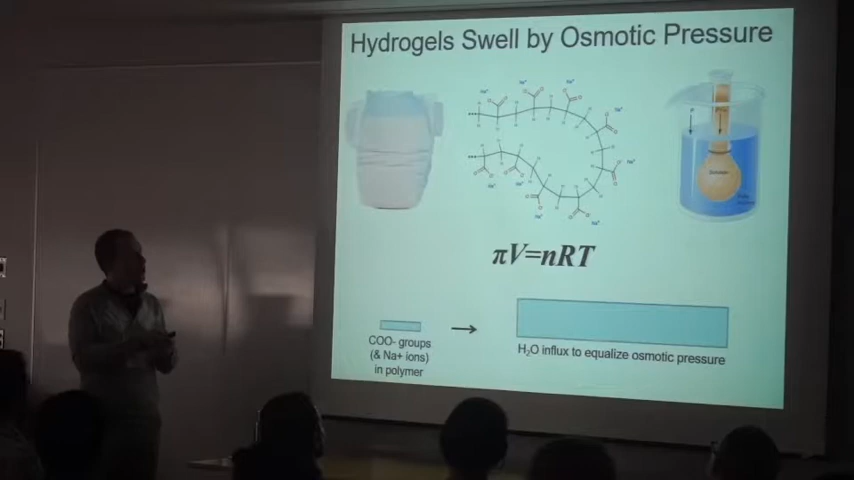 Hydrogels Swell by Osmotic Pressure
πV=nRT
COO- groups
(& Na+ ions)
in polymer
H₂O influx to equalize osmotic pressure